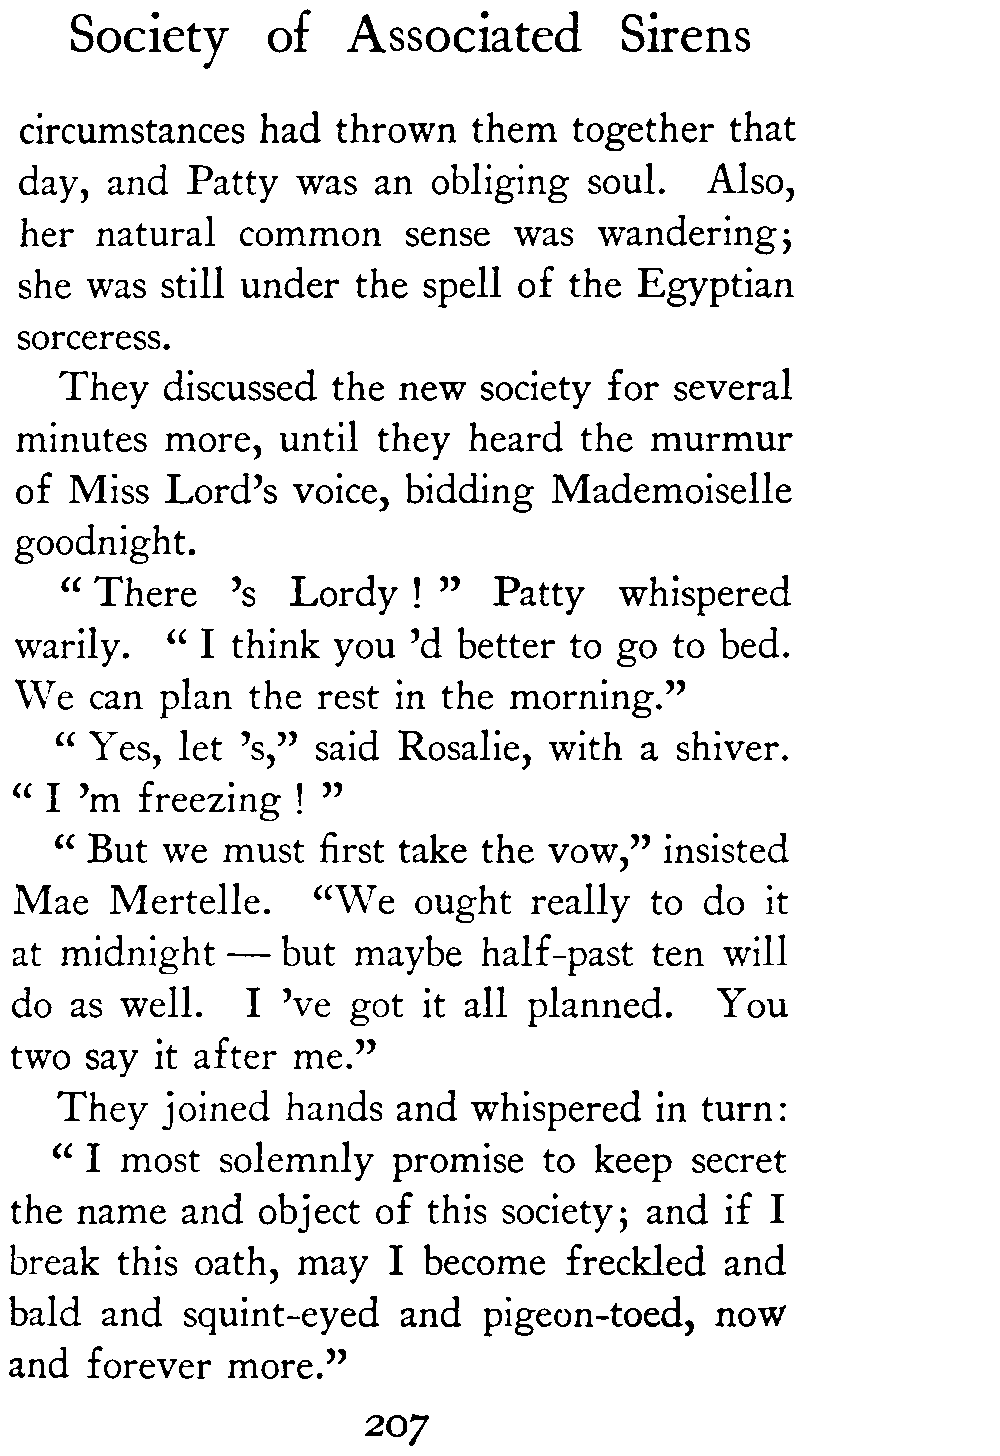 Society of Associated Sirens
circumstances had thrown them together that
day, and Patty was an obliging soul. Also,
her natural common sense was wandering;
she was still under the spell of the Egyptian
sorceress.
They discussed the new society for several
minutes more, until they heard the murmur
of Miss Lord's voice, bidding Mademoiselle
goodnight.
" There 's Lordy ! " Patty whispered
warily. " I think you 'd better to go to bed.
We can plan the rest in the morning."
" Yes, let 's," said Rosalie, with a shiver.
" I 'm freezing ! "
" But we must first take the vow," insisted
Mae Mertelle. "We ought really to do it
at midnight — but maybe half-past ten will
do as well. I 've got it all planned. You
two say it after me."
They joined hands and whispered in turn:
" I most solemnly promise to keep secret
the name and object of this society; and if I
break this oath, may I become freckled and
bald and squint-eyed and pigeon-toed, now
and forever more."
207